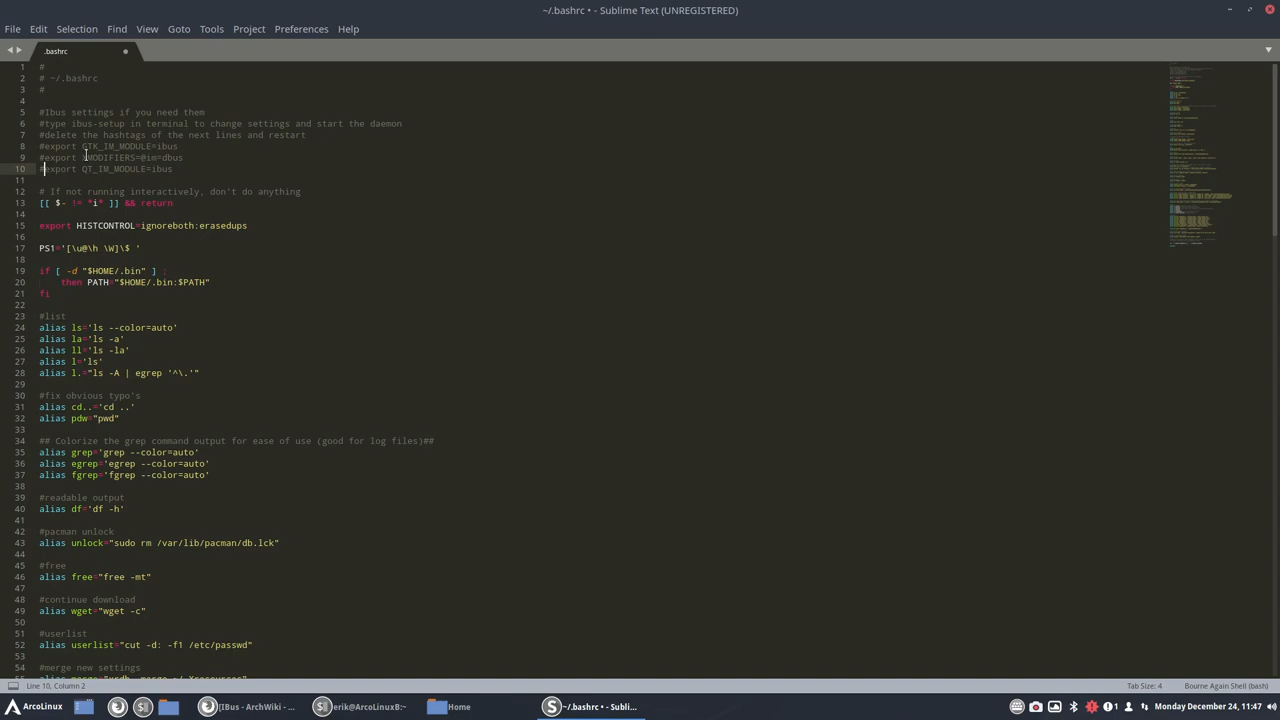 ~/.bashrc • - Sublime Text (UNREGISTERED)
File Edit Selection Find View Goto Tools Project Preferences Help
.bashrc
1 #
2 # ~/.bashrc
3 #
4
5 #Ibus settings if you need them
6 #type ibus-setup in terminal to change settings and start the daemon
7 #delete the hashtags of the next lines and restart
8 #export GTK_IM_MODULE=ibus
9 #export XMODIFIERS=@im=dbus
10 #export QT_IM_MODULE=ibus
11
12 # If not running interactively, don't do anything
13 [[ $- != *i* ]] && return
14
15 export HISTCONTROL=ignoreboth:erasedups
16
17 PS1='[\u@\h \W]\$ '
18
19 if [ -d "$HOME/.bin" ] ;
20 then PATH="$HOME/.bin:$PATH"
21 fi
22
23 #list
24 alias ls='ls --color=auto'
25 alias la='ls -a'
26 alias ll='ls -la'
27 alias l='ls'
28 alias l.="ls -A | egrep '^\.'"
29
30 #fix obvious typo's
31 alias cd..='cd ..'
32 alias pdw="pwd"
33
34 ## Colorize the grep command output for ease of use (good for log files)##
35 alias grep='grep --color=auto'
36 alias egrep='egrep --color=auto'
37 alias fgrep='fgrep --color=auto'
38
39 #readable output
40 alias df='df -h'
41
42 #pacman unlock
43 alias unlock="sudo rm /var/lib/pacman/db.lck"
44
45 #free
46 alias free="free -mt"
47
48 #continue download
49 alias wget="wget -c"
50
51 #userlist
52 alias userlist="cut -d: -f1 /etc/passwd"
53
54 #merge new settings
Line 10, Column 2
Tab Size: 4
Bourne Again Shell (bash)
ArcoLinux
[IBus - ArchWiki - ...
erik@ArcoLinuxB:~
Home
~/.bashrc • - Subli...
1
Monday December 24, 11:47